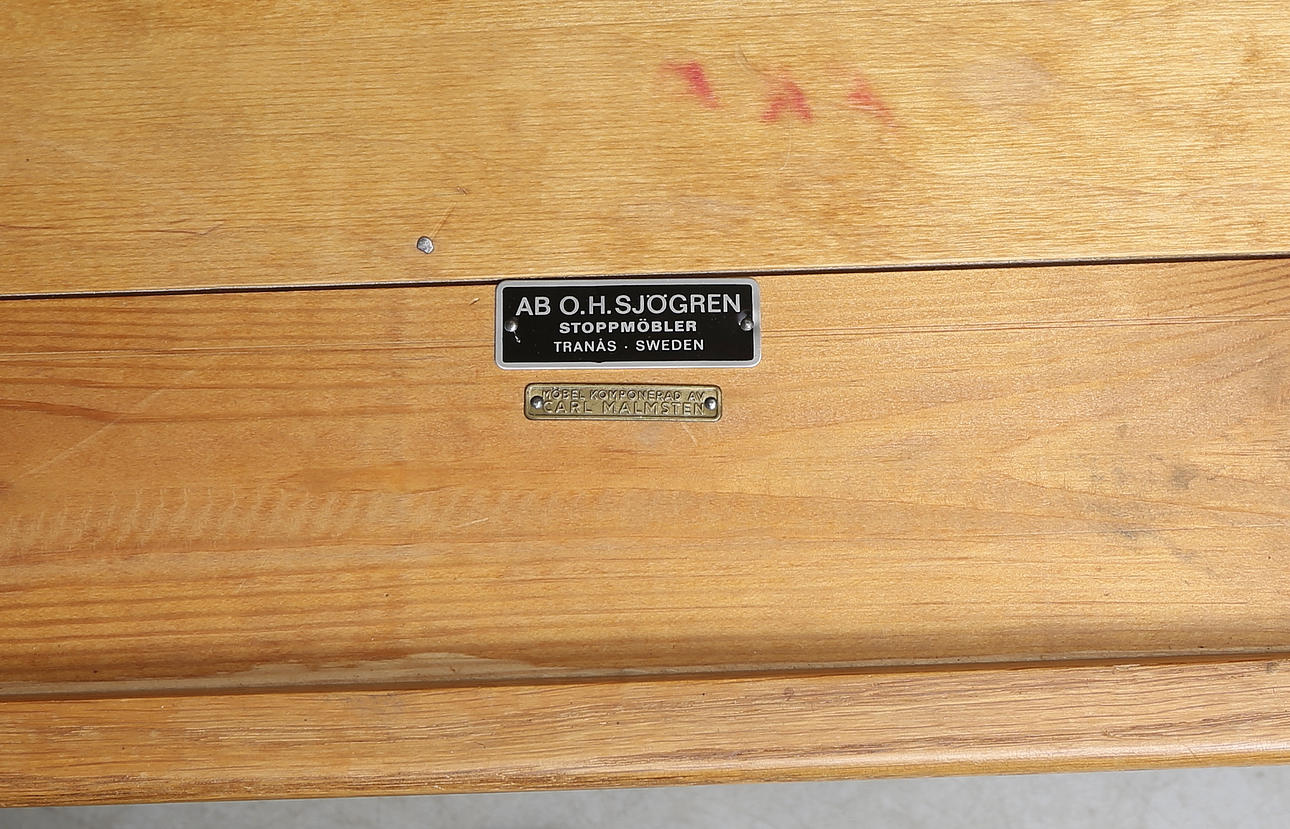 AB O.H.SJÖGREN
STOPPMÖBLER
TRANÅS · SWEDEN
MÖBEL KOMPONERAD AV
CARL MALMSTEN